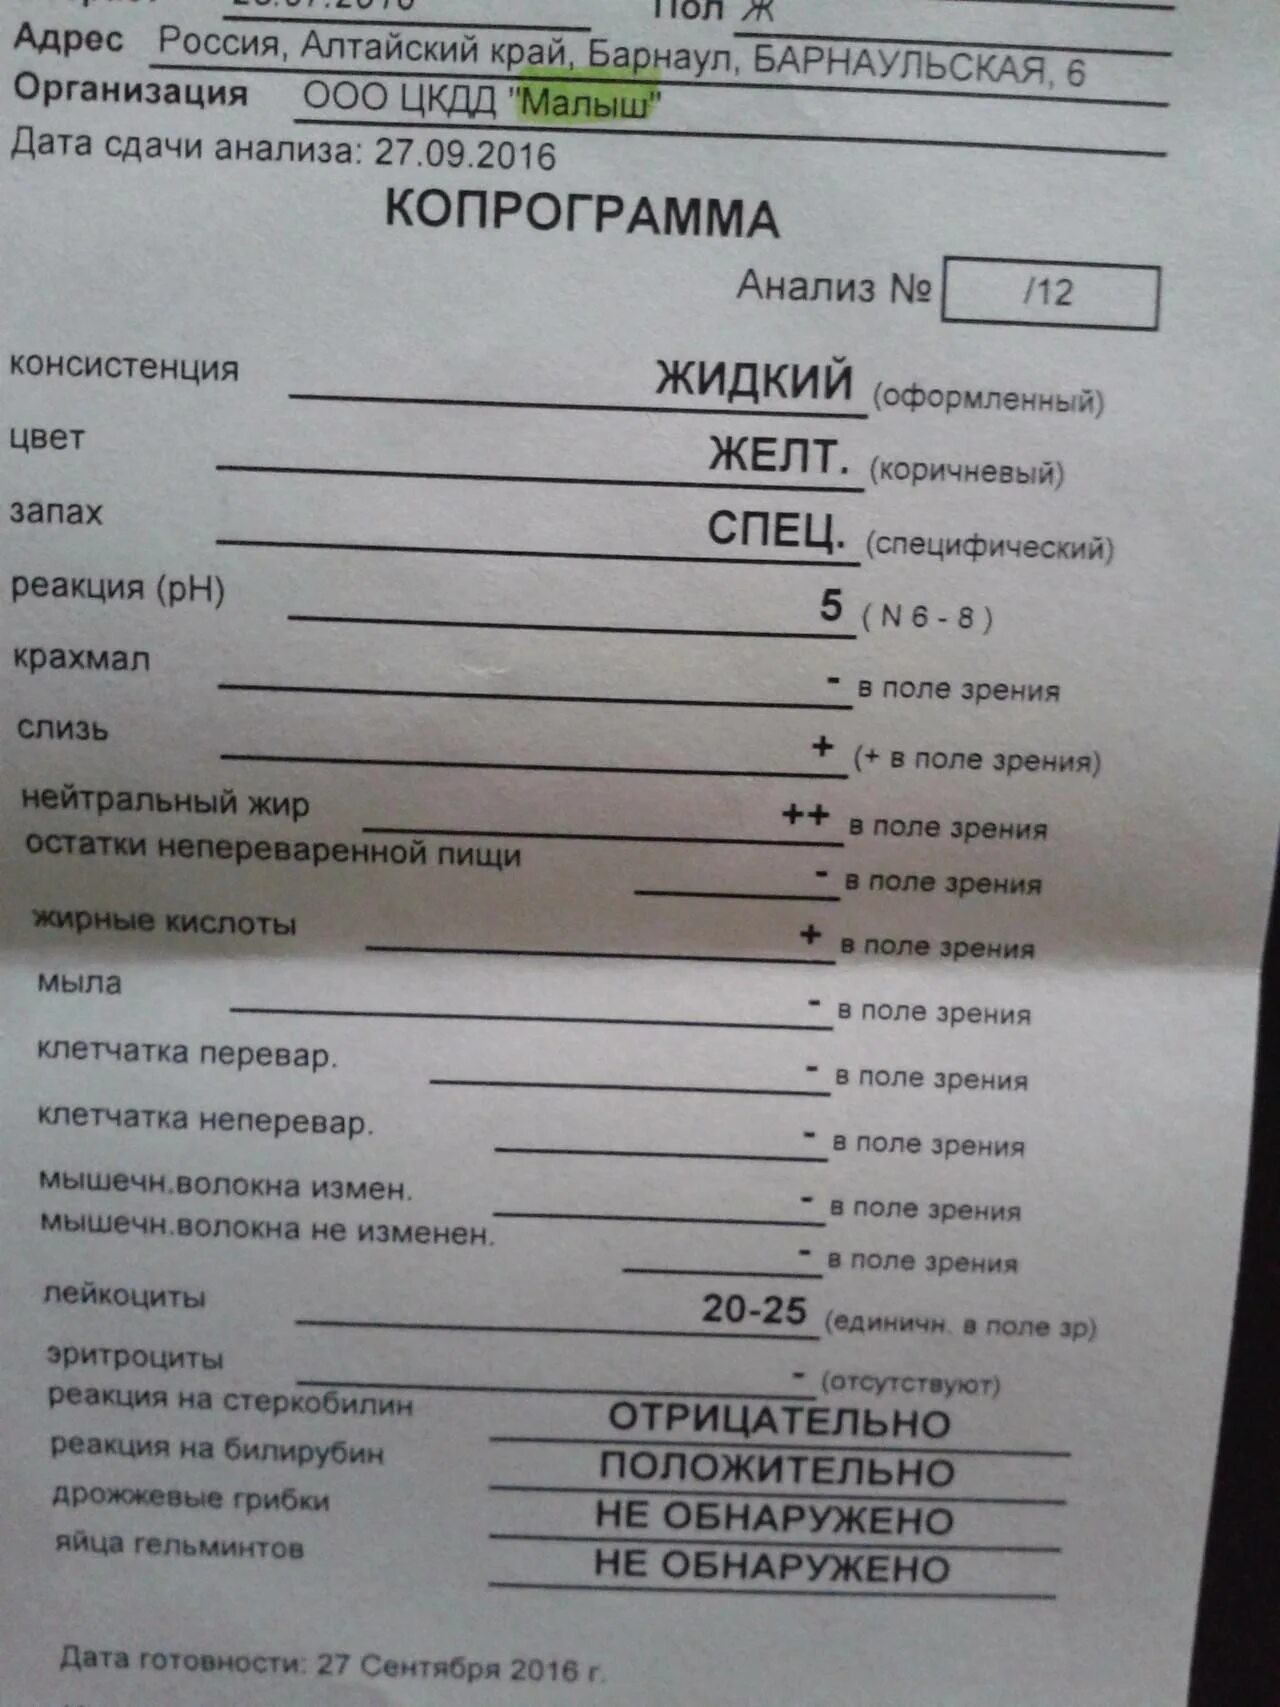 Пол Ж
Адрес Россия, Алтайский край, Барнаул, БАРНАУЛЬСКАЯ, 6
Организация ООО ЦКДД "Малыш"
Дата сдачи анализа: 27.09.2016
КОПРОГРАММА
Анализ № /12
консистенция ЖИДКИЙ (оформленный)
цвет ЖЕЛТ. (коричневый)
запах СПЕЦ. (специфический)
реакция (рН) 5 ( N 6 - 8 )
крахмал - в поле зрения
слизь + (+ в поле зрения)
нейтральный жир ++ в поле зрения
остатки непереваренной пищи - в поле зрения
жирные кислоты + в поле зрения
мыла - в поле зрения
клетчатка перевар. - в поле зрения
клетчатка неперевар. - в поле зрения
мышечн.волокна измен. - в поле зрения
мышечн.волокна не изменен. - в поле зрения
лейкоциты 20-25 (единичн. в поле зр)
эритроциты - (отсутствуют)
реакция на стеркобилин ОТРИЦАТЕЛЬНО
реакция на билирубин ПОЛОЖИТЕЛЬНО
дрожжевые грибки НЕ ОБНАРУЖЕНО
яйца гельминтов НЕ ОБНАРУЖЕНО
Дата готовности: 27 Сентября 2016 г.